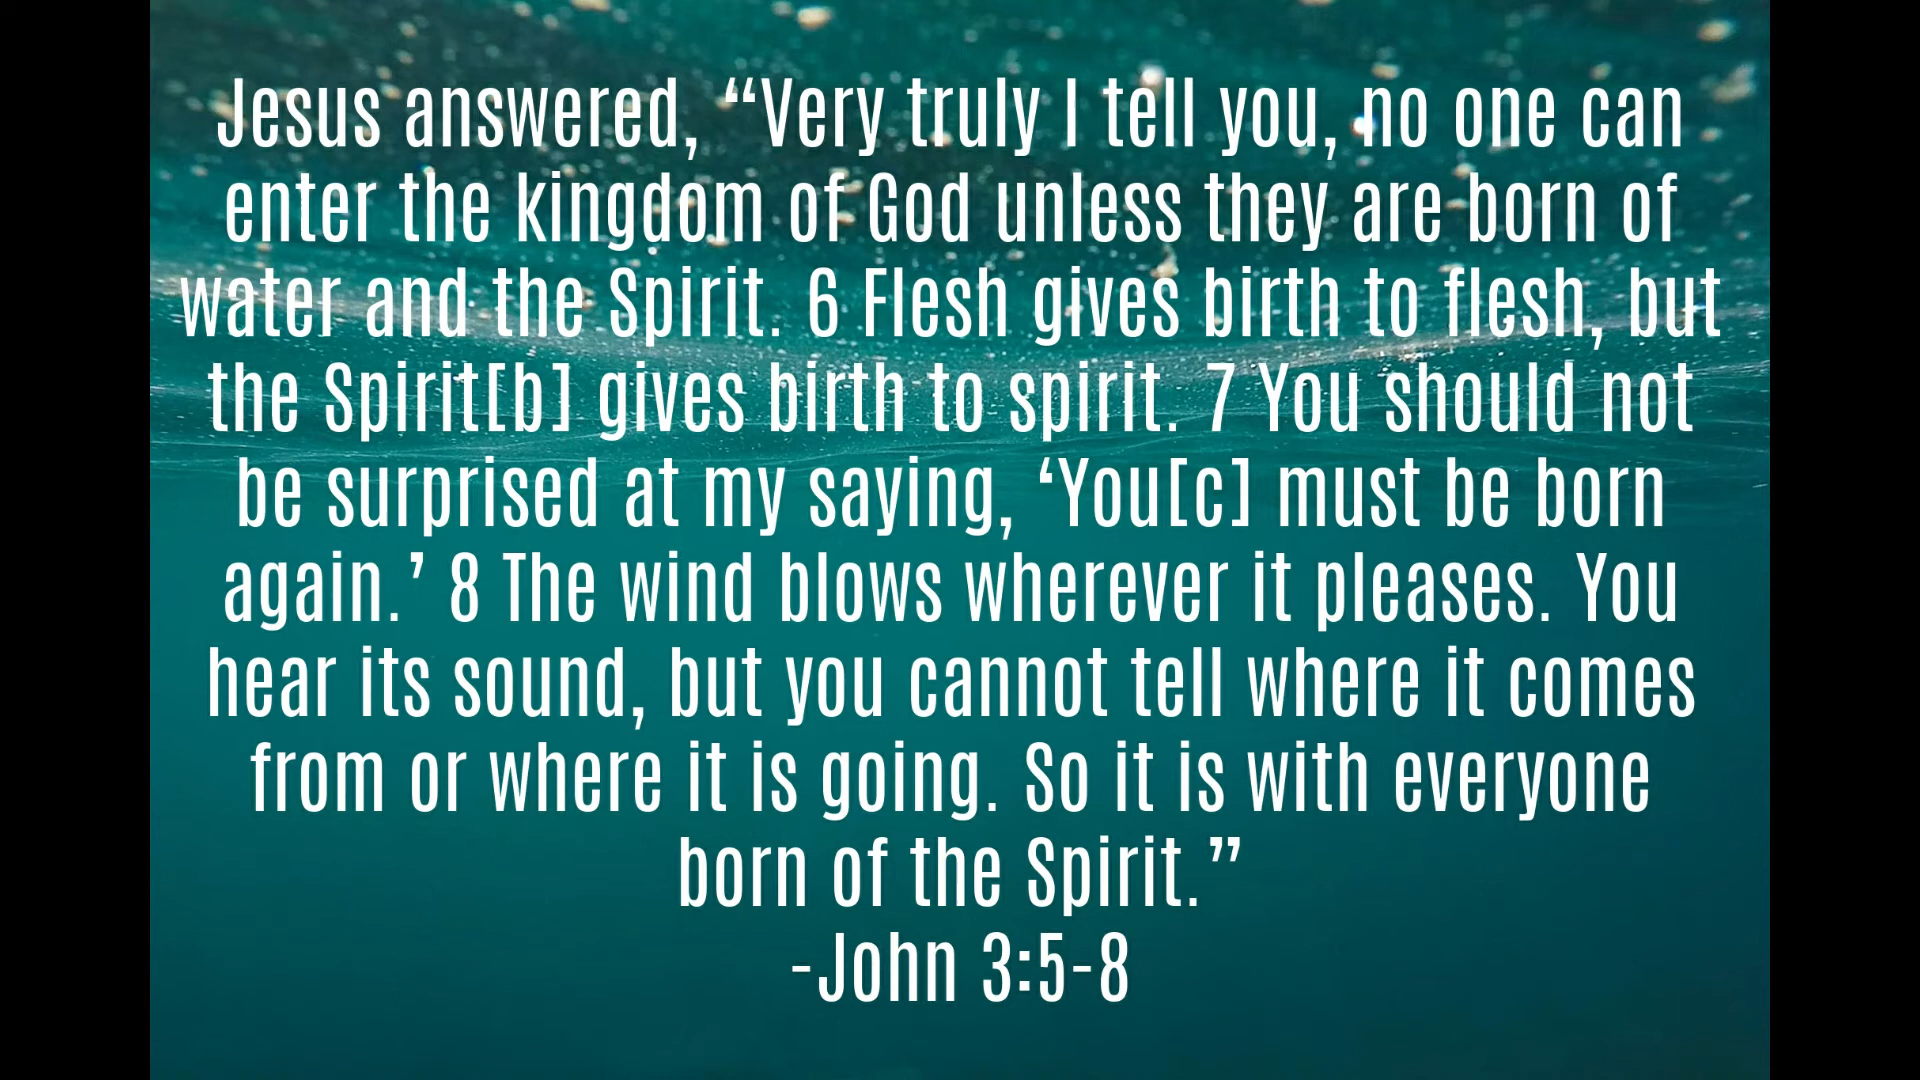 Jesus answered, “Very truly I tell you, no one can
enter the kingdom of God unless they are born of
water and the Spirit. 6 Flesh gives birth to flesh, but
the Spirit[b] gives birth to spirit. 7 You should not
be surprised at my saying, ‘You[c] must be born
again.’ 8 The wind blows wherever it pleases. You
hear its sound, but you cannot tell where it comes
from or where it is going. So it is with everyone
born of the Spirit.”
-John 3:5-8